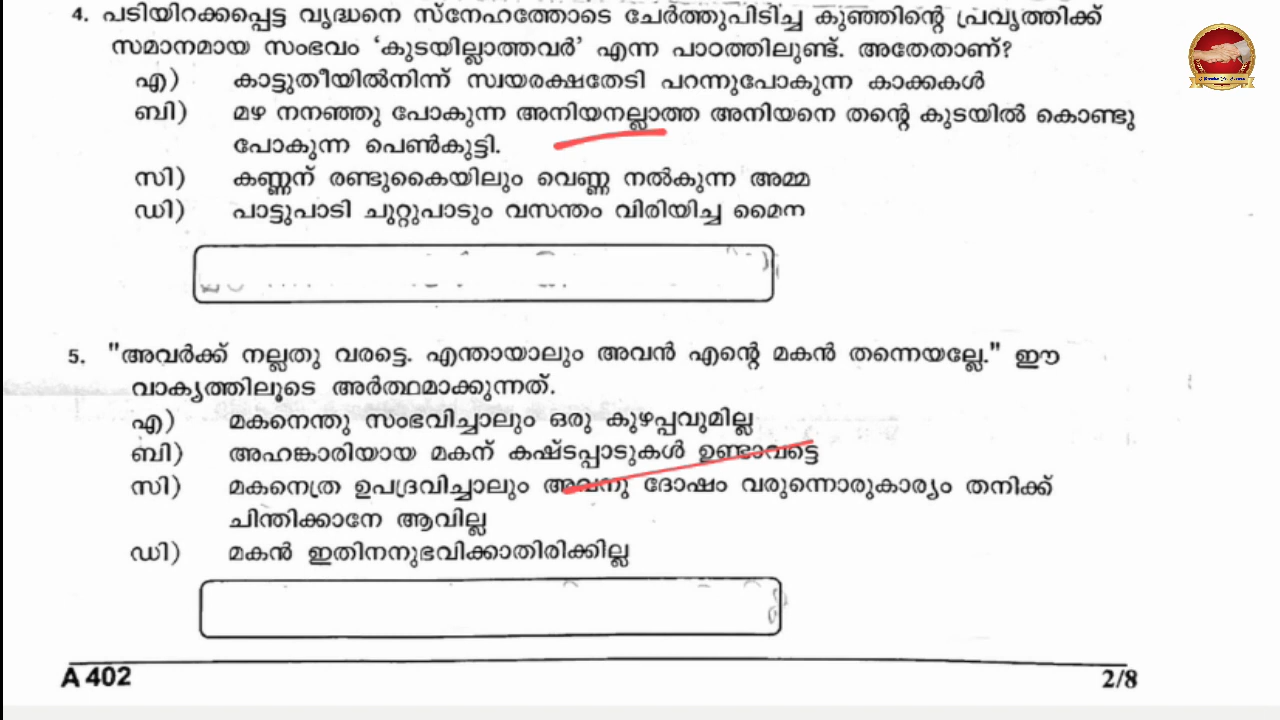 4. പടിയിറക്കപ്പെട്ട വൃദ്ധനെ സ്നേഹത്തോടെ ചേർത്തുപിടിച്ച കുഞ്ഞിന്റെ പ്രവൃത്തിക്ക്
സമാനമായ സംഭവം ‘കുടയില്ലാത്തവർ’ എന്ന പാഠത്തിലുണ്ട്. അതേതാണ്?
എ) കാട്ടുതീയിൽനിന്ന് സ്വയരക്ഷതേടി പറന്നുപോകുന്ന കാക്കകൾ
ബി) മഴ നനഞ്ഞു പോകുന്ന അനിയനല്ലാത്ത അനിയനെ തന്റെ കുടയിൽ കൊണ്ടു
പോകുന്ന പെൺകുട്ടി.
സി) കണ്ണന് രണ്ടുകൈയിലും വെണ്ണ നൽകുന്ന അമ്മ
ഡി) പാട്ടുപാടി ചുറ്റുപാടും വസന്തം വിരിയിച്ച മൈന
5. "അവർക്ക് നല്ലതു വരട്ടെ. എന്തായാലും അവൻ എന്റെ മകൻ തന്നെയല്ലേ." ഈ
വാക്യത്തിലൂടെ അർത്ഥമാക്കുന്നത്.
എ) മകനെന്തു സംഭവിച്ചാലും ഒരു കുഴപ്പവുമില്ല
ബി) അഹങ്കാരിയായ മകന് കഷ്ടപ്പാടുകൾ ഉണ്ടാവട്ടെ
സി) മകനെത്ര ഉപദ്രവിച്ചാലും അവനു ദോഷം വരുന്നൊരുകാര്യം തനിക്ക്
ചിന്തിക്കാനേ ആവില്ല
ഡി) മകൻ ഇതിനനുഭവിക്കാതിരിക്കില്ല
A 402 2/8